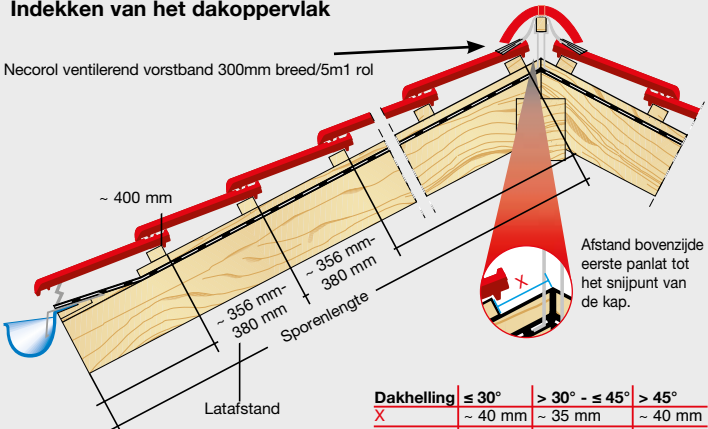 Indekken van het dakoppervlak
Necorol ventilerend vorstband 300mm breed/5m1 rol
~ 400 mm
~ 356 mm-
380 mm
~ 356 mm-
380 mm
Sporenlengte
Latafstand
X
Afstand bovenzijde
eerste panlat tot
het snijpunt van
de kap.
Dakhelling ≤ 30° > 30° - ≤ 45° > 45°
X ~ 40 mm ~ 35 mm ~ 40 mm